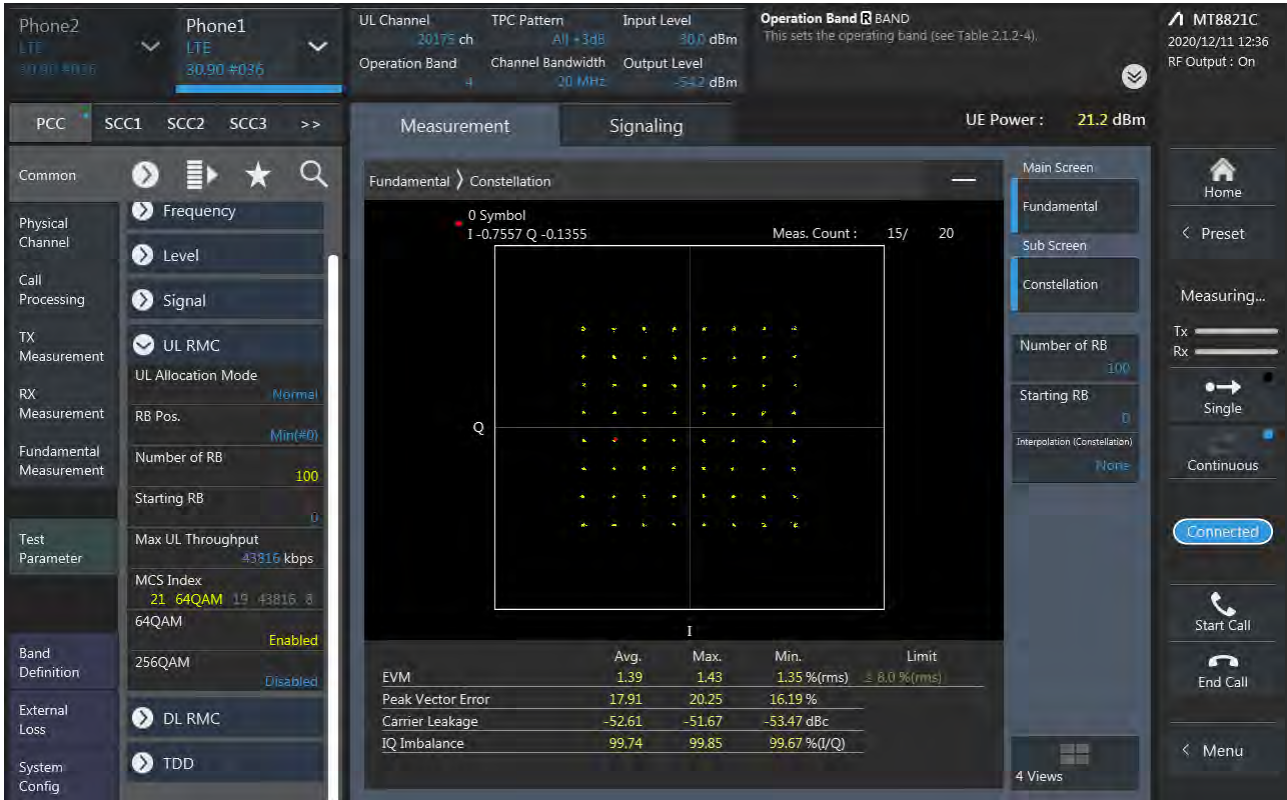 Phone2
LTE
30.90 #036
Phone1
LTE
30.90 #036
UL Channel
20175 ch
TPC Pattern
All +3dB
Input Level
30.0 dBm
Operation Band
4
Channel Bandwidth
20 MHz
Output Level
-54.2 dBm
Operation Band R BAND
This sets the operating band (see Table 2.1.2-4).
MT8821C
2020/12/11 12:36
RF Output : On
PCC SCC1 SCC2 SCC3 >>
Measurement
Signaling
UE Power : 21.2 dBm
Common
Physical
Channel
Call
Processing
TX
Measurement
RX
Measurement
Fundamental
Measurement
Test
Parameter
Band
Definition
External
Loss
System
Config
Frequency
Level
Signal
UL RMC
UL Allocation Mode
Normal
RB Pos.
Min(#0)
Number of RB
100
Starting RB
0
Max UL Throughput
43816 kbps
MCS Index
21 64QAM 19 43816 8
64QAM
Enabled
256QAM
Disabled
DL RMC
TDD
Fundamental 〉 Constellation
0 Symbol
I -0.7557 Q -0.1355
Meas. Count : 15/ 20
Q
I
Avg. Max. Min. Limit
EVM 1.39 1.43 1.35 %(rms) ≤ 8.0 %(rms)
Peak Vector Error 17.91 20.25 16.19 %
Carrier Leakage -52.61 -51.67 -53.47 dBc
IQ Imbalance 99.74 99.85 99.67 %(I/Q)
Main Screen
Fundamental
Sub Screen
Constellation
Number of RB
100
Starting RB
0
Interpolation (Constellation)
None
4 Views
Home
< Preset
Measuring...
Tx
Rx
Single
Continuous
Connected
Start Call
End Call
< Menu